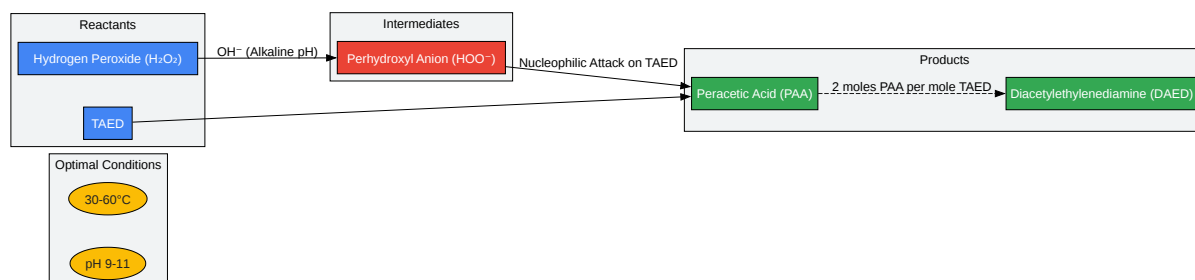 Reactants
Hydrogen Peroxide (H₂O₂)
OH⁻ (Alkaline pH)
Intermediates
Perhydroxyl Anion (HOO⁻)
Nucleophilic Attack on TAED
Products
Peracetic Acid (PAA)
2 moles PAA per mole TAED
Diacetylethylenediamine (DAED)
TAED
Optimal Conditions
30-60°C
pH 9-11